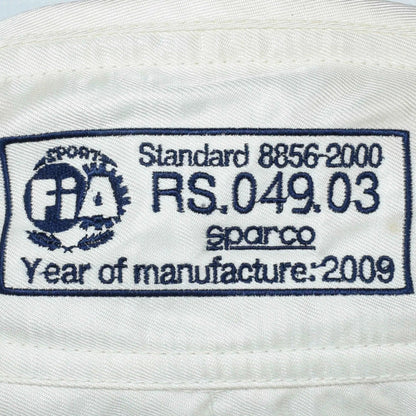 SPORT
FIA
Standard 8856-2000
RS.049.03
sparco
Year of manufacture:2009